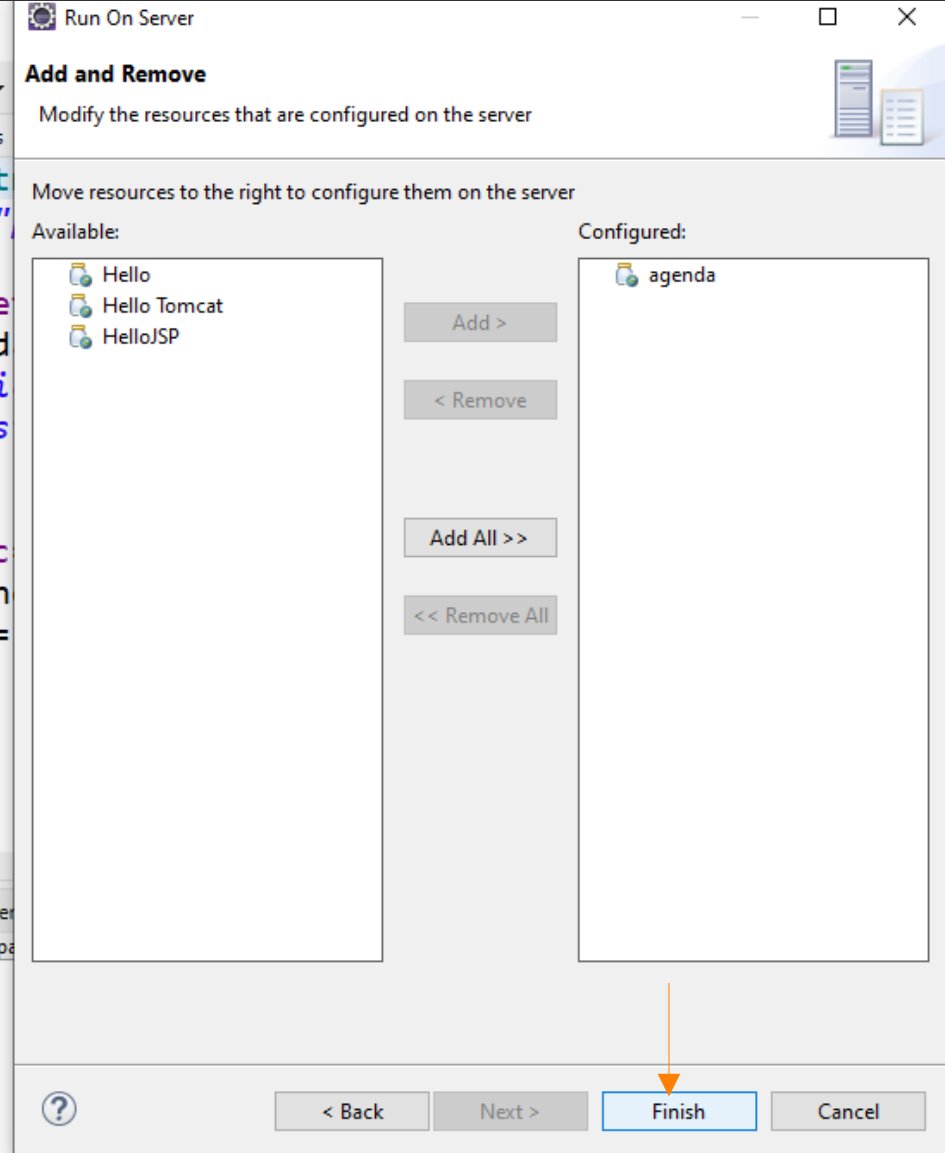 Run On Server
Add and Remove
Modify the resources that are configured on the server
Move resources to the right to configure them on the server
Available:
Configured:
Hello
Hello Tomcat
HelloJSP
agenda
Add >
< Remove
Add All >>
<< Remove All
?
< Back
Next >
Finish
Cancel